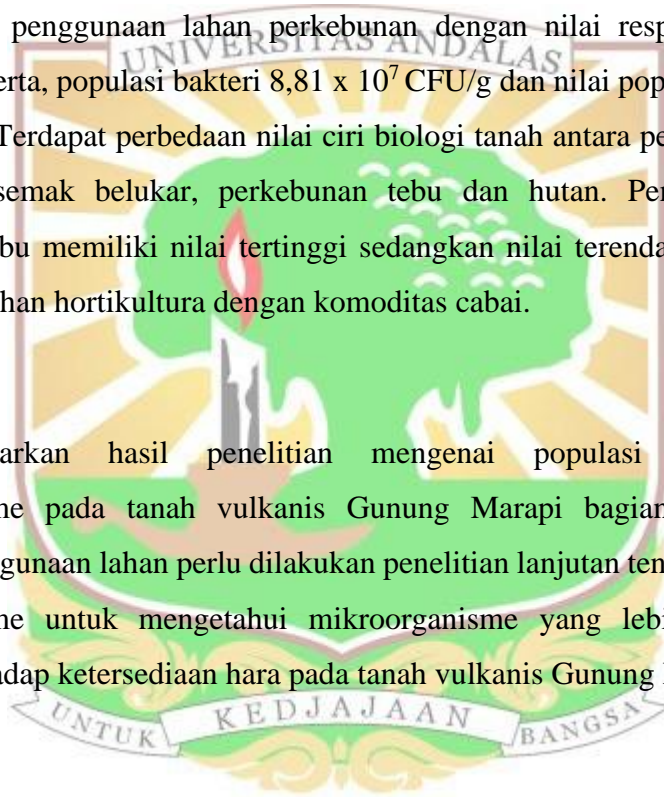 penggunaan lahan perkebunan dengan nilai resp
UNIVERSITAS ANDALAS
erta, populasi bakteri 8,81 x 10⁷ CFU/g dan nilai pop
Terdapat perbedaan nilai ciri biologi tanah antara pe
semak belukar, perkebunan tebu dan hutan. Per
bu memiliki nilai tertinggi sedangkan nilai terenda
han hortikultura dengan komoditas cabai.
arkan hasil penelitian mengenai populasi
ne pada tanah vulkanis Gunung Marapi bagian
gunaan lahan perlu dilakukan penelitian lanjutan ten
ne untuk mengetahui mikroorganisme yang lebi
adap ketersediaan hara pada tanah vulkanis Gunung
UNTUK KEDJAJAAN BANGSA